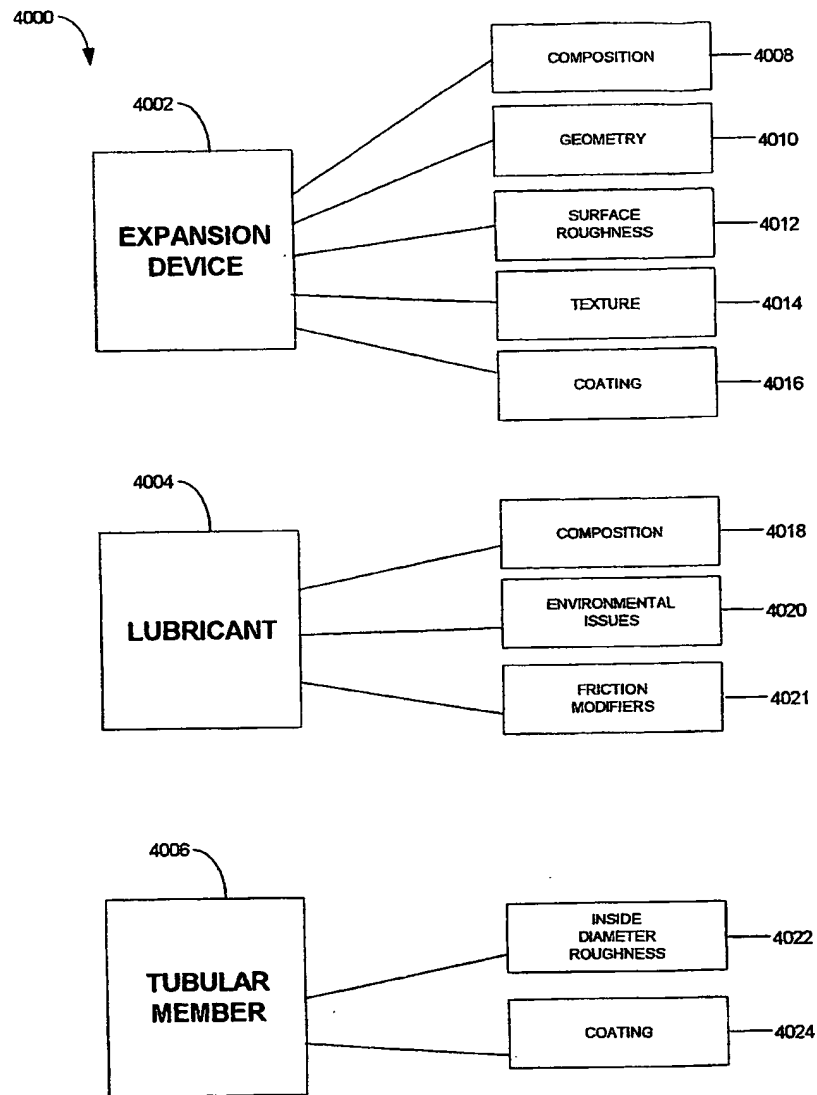 4000
4002
EXPANSION
DEVICE
COMPOSITION
4008
GEOMETRY
4010
SURFACE
ROUGHNESS
4012
TEXTURE
4014
COATING
4016
4004
LUBRICANT
COMPOSITION
4018
ENVIRONMENTAL
ISSUES
4020
FRICTION
MODIFIERS
4021
4006
TUBULAR
MEMBER
INSIDE
DIAMETER
ROUGHNESS
4022
COATING
4024